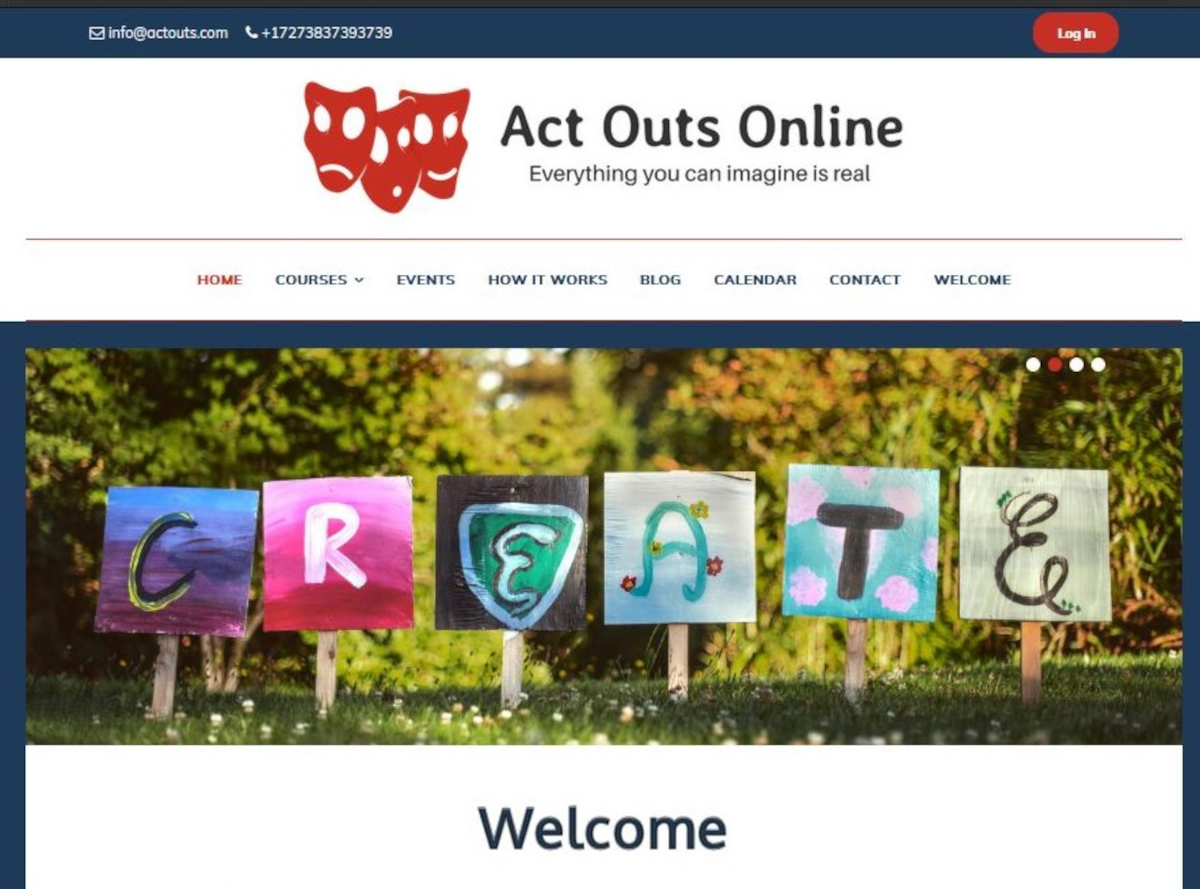 info@actouts.com +17273837393739 Log In
Act Outs Online
Everything you can imagine is real
HOME COURSES EVENTS HOW IT WORKS BLOG CALENDAR CONTACT WELCOME
CREATE
Welcome